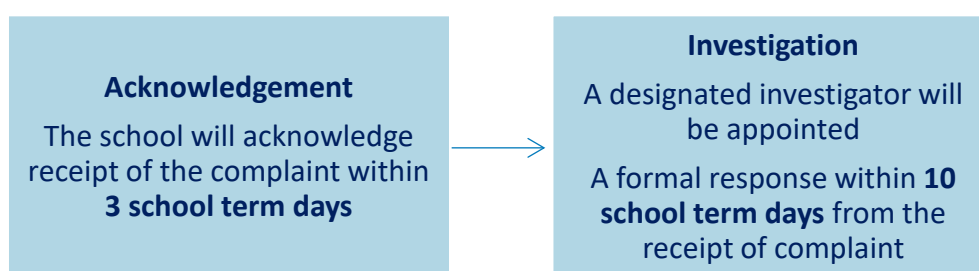 Acknowledgement
The school will acknowledge
receipt of the complaint within
3 school term days
Investigation
A designated investigator will
be appointed
A formal response within 10
school term days from the
receipt of complaint